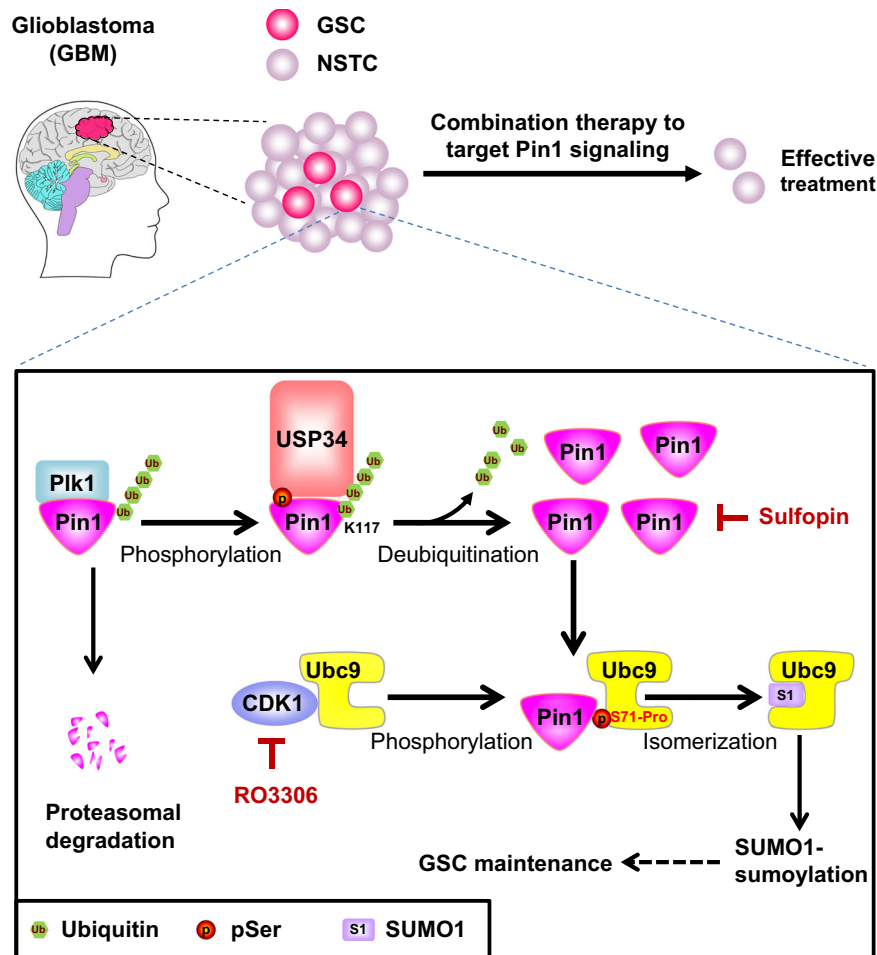 Glioblastoma
(GBM)
GSC
NSTC
Combination therapy to
target Pin1 signaling
Effective
treatment
USP34
Plk1
Pin1
Ub
Ub
Ub
Ub
p
Pin1
Ub
Ub
Ub
Ub
K117
Ub
Ub
Ub
Ub
Pin1
Pin1
Pin1
Pin1
Sulfopin
Phosphorylation
Deubiquitination
Ubc9
CDK1
RO3306
Phosphorylation
Ubc9
Pin1
p
S71-Pro
Isomerization
Ubc9
S1
Proteasomal
degradation
GSC maintenance
SUMO1-
sumoylation
Ub Ubiquitin
p pSer
S1 SUMO1